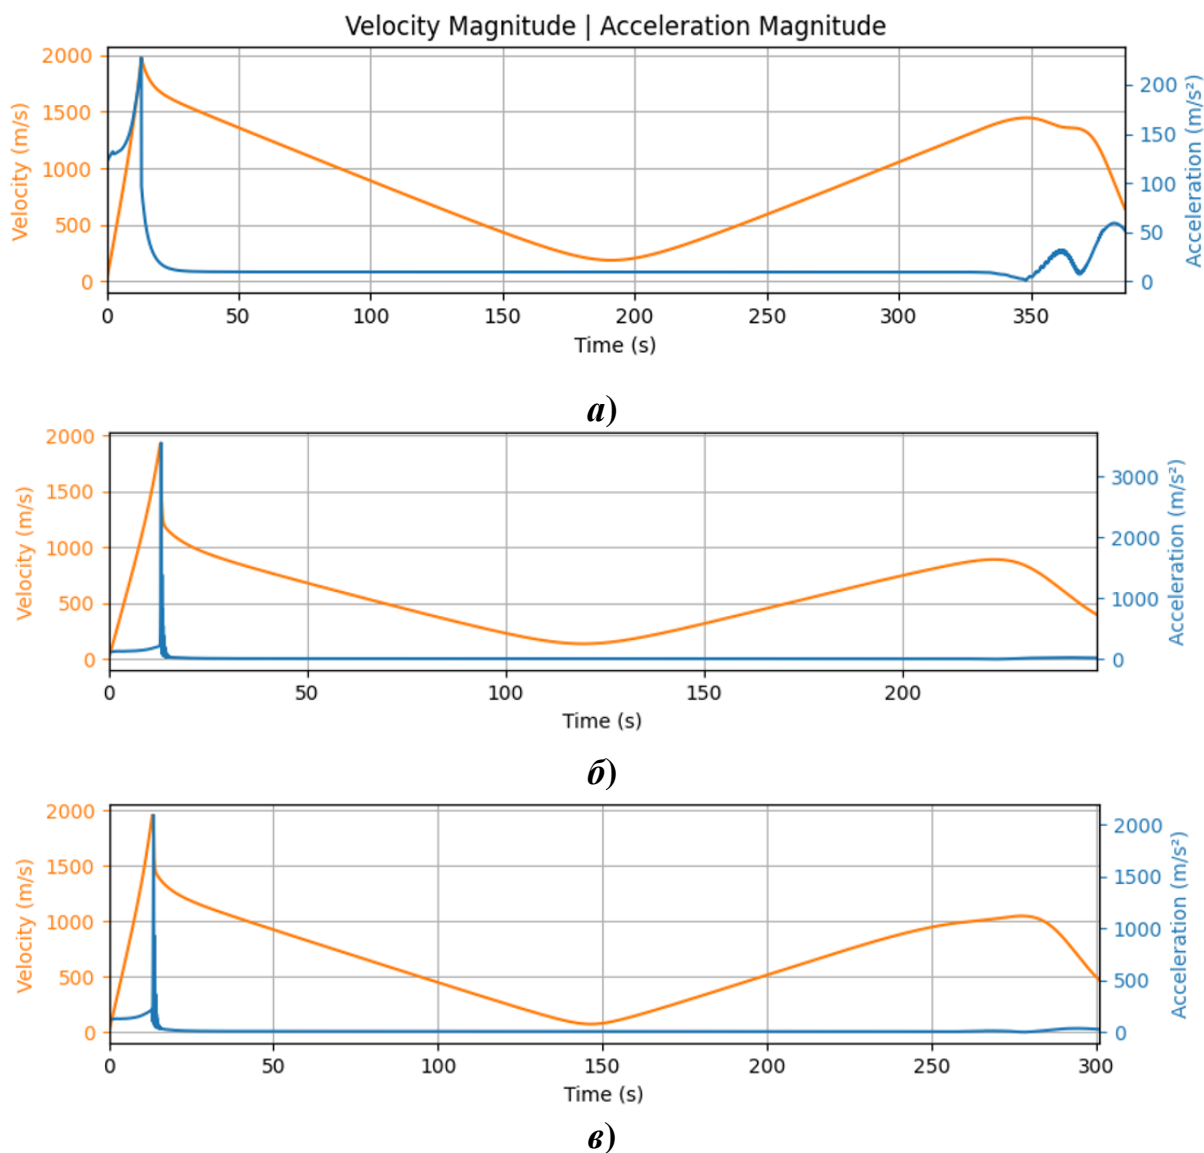 Velocity Magnitude | Acceleration Magnitude
2000
1500
1000
500
0
Velocity (m/s)
200
150
100
50
0
Acceleration (m/s²)
0 50 100 150 200 250 300 350
Time (s)
а)
2000
1500
1000
500
0
Velocity (m/s)
3000
2000
1000
0
Acceleration (m/s²)
0 50 100 150 200
Time (s)
б)
2000
1500
1000
500
0
Velocity (m/s)
2000
1500
1000
500
0
Acceleration (m/s²)
0 50 100 150 200 250 300
Time (s)
в)